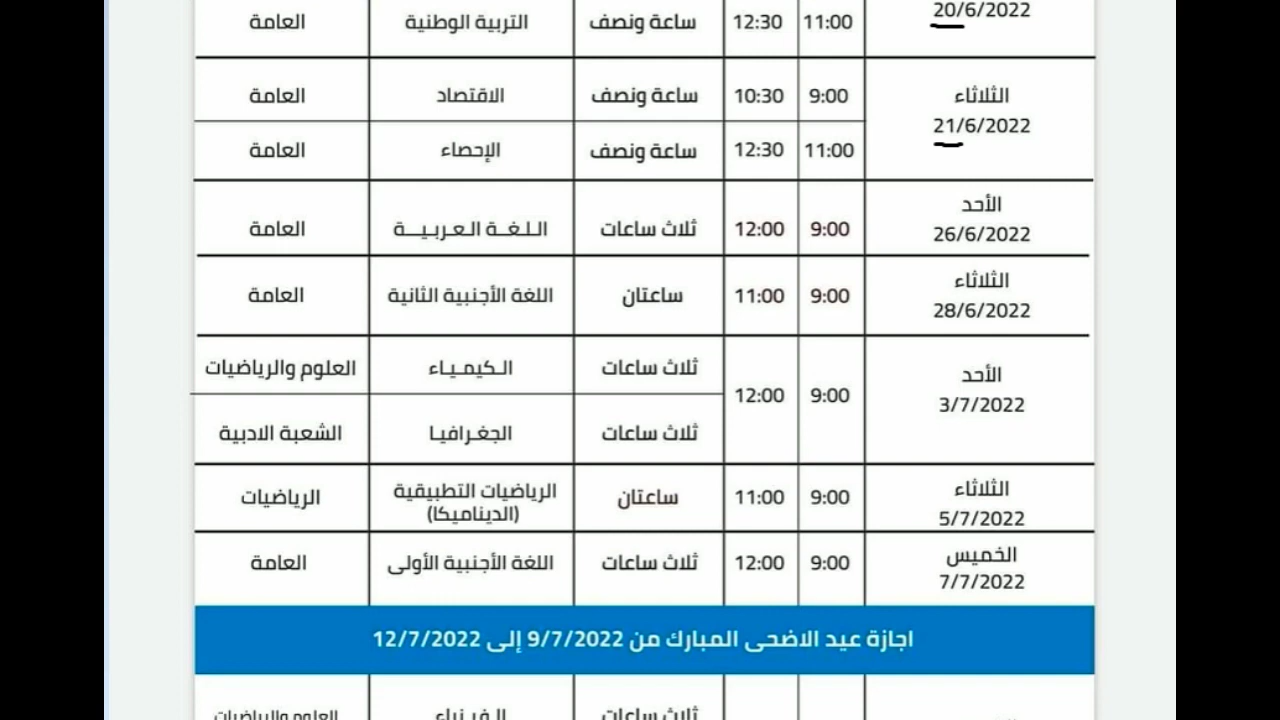 20/6/2022 11:00 12:30 ساعة ونصف التربية الوطنية العامة
الثلاثاء
21/6/2022
9:00 10:30 ساعة ونصف الاقتصاد العامة
11:00 12:30 ساعة ونصف الإحصاء العامة
الأحد
26/6/2022
9:00 12:00 ثلاث ساعات اللغة العربية العامة
الثلاثاء
28/6/2022
9:00 11:00 ساعتان اللغة الأجنبية الثانية العامة
الأحد
3/7/2022
9:00 12:00
ثلاث ساعات الكيمياء العلوم والرياضيات
ثلاث ساعات الجغرافيا الشعبة الادبية
الثلاثاء
5/7/2022
9:00 11:00 ساعتان
الرياضيات التطبيقية
(الديناميكا)
الرياضيات
الخميس
7/7/2022
9:00 12:00 ثلاث ساعات اللغة الأجنبية الأولى العامة
اجازة عيد الاضحى المبارك من 9/7/2022 إلى 12/7/2022
ثلاث ساعات الفيزياء العلوم والرياضيات